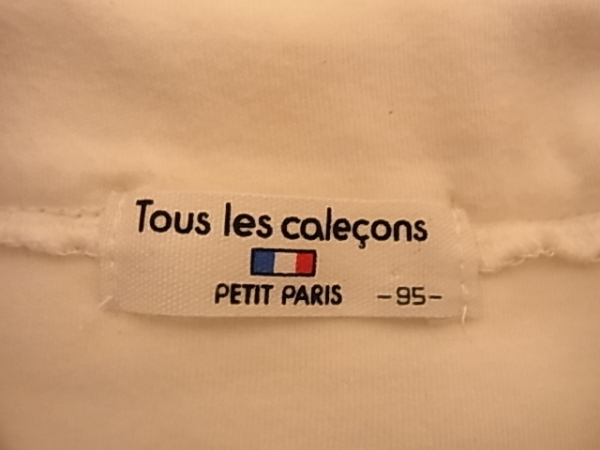 Tous les caleçons
PETIT PARIS -95-